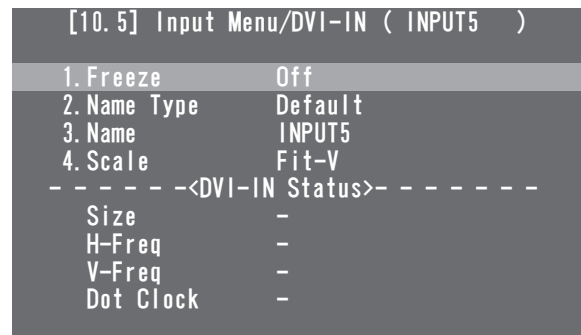 [10.5] Input Menu/DVI-IN ( INPUT5 )
1.Freeze Off
2.Name Type Default
3.Name INPUT5
4.Scale Fit-V
- - - - - -<DVI-IN Status>- - - - - - -
Size -
H-Freq -
V-Freq -
Dot Clock -